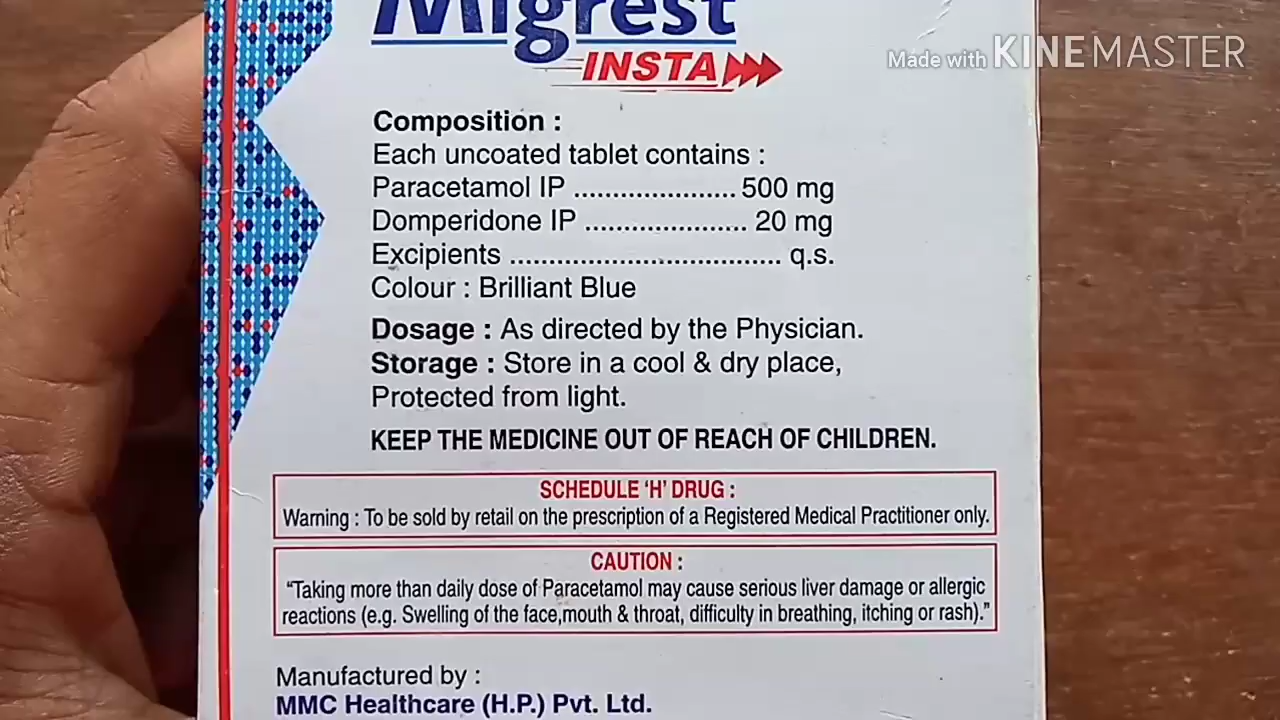 Migrest
INSTA
Made with KINEMASTER
Composition :
Each uncoated tablet contains :
Paracetamol IP ..................... 500 mg
Domperidone IP ..................... 20 mg
Excipients ................................... q.s.
Colour : Brilliant Blue
Dosage : As directed by the Physician.
Storage : Store in a cool & dry place,
Protected from light.
KEEP THE MEDICINE OUT OF REACH OF CHILDREN.
SCHEDULE ‘H’ DRUG :
Warning : To be sold by retail on the prescription of a Registered Medical Practitioner only.
CAUTION :
“Taking more than daily dose of Paracetamol may cause serious liver damage or allergic
reactions (e.g. Swelling of the face,mouth & throat, difficulty in breathing, itching or rash).”
Manufactured by :
MMC Healthcare (H.P.) Pvt. Ltd.